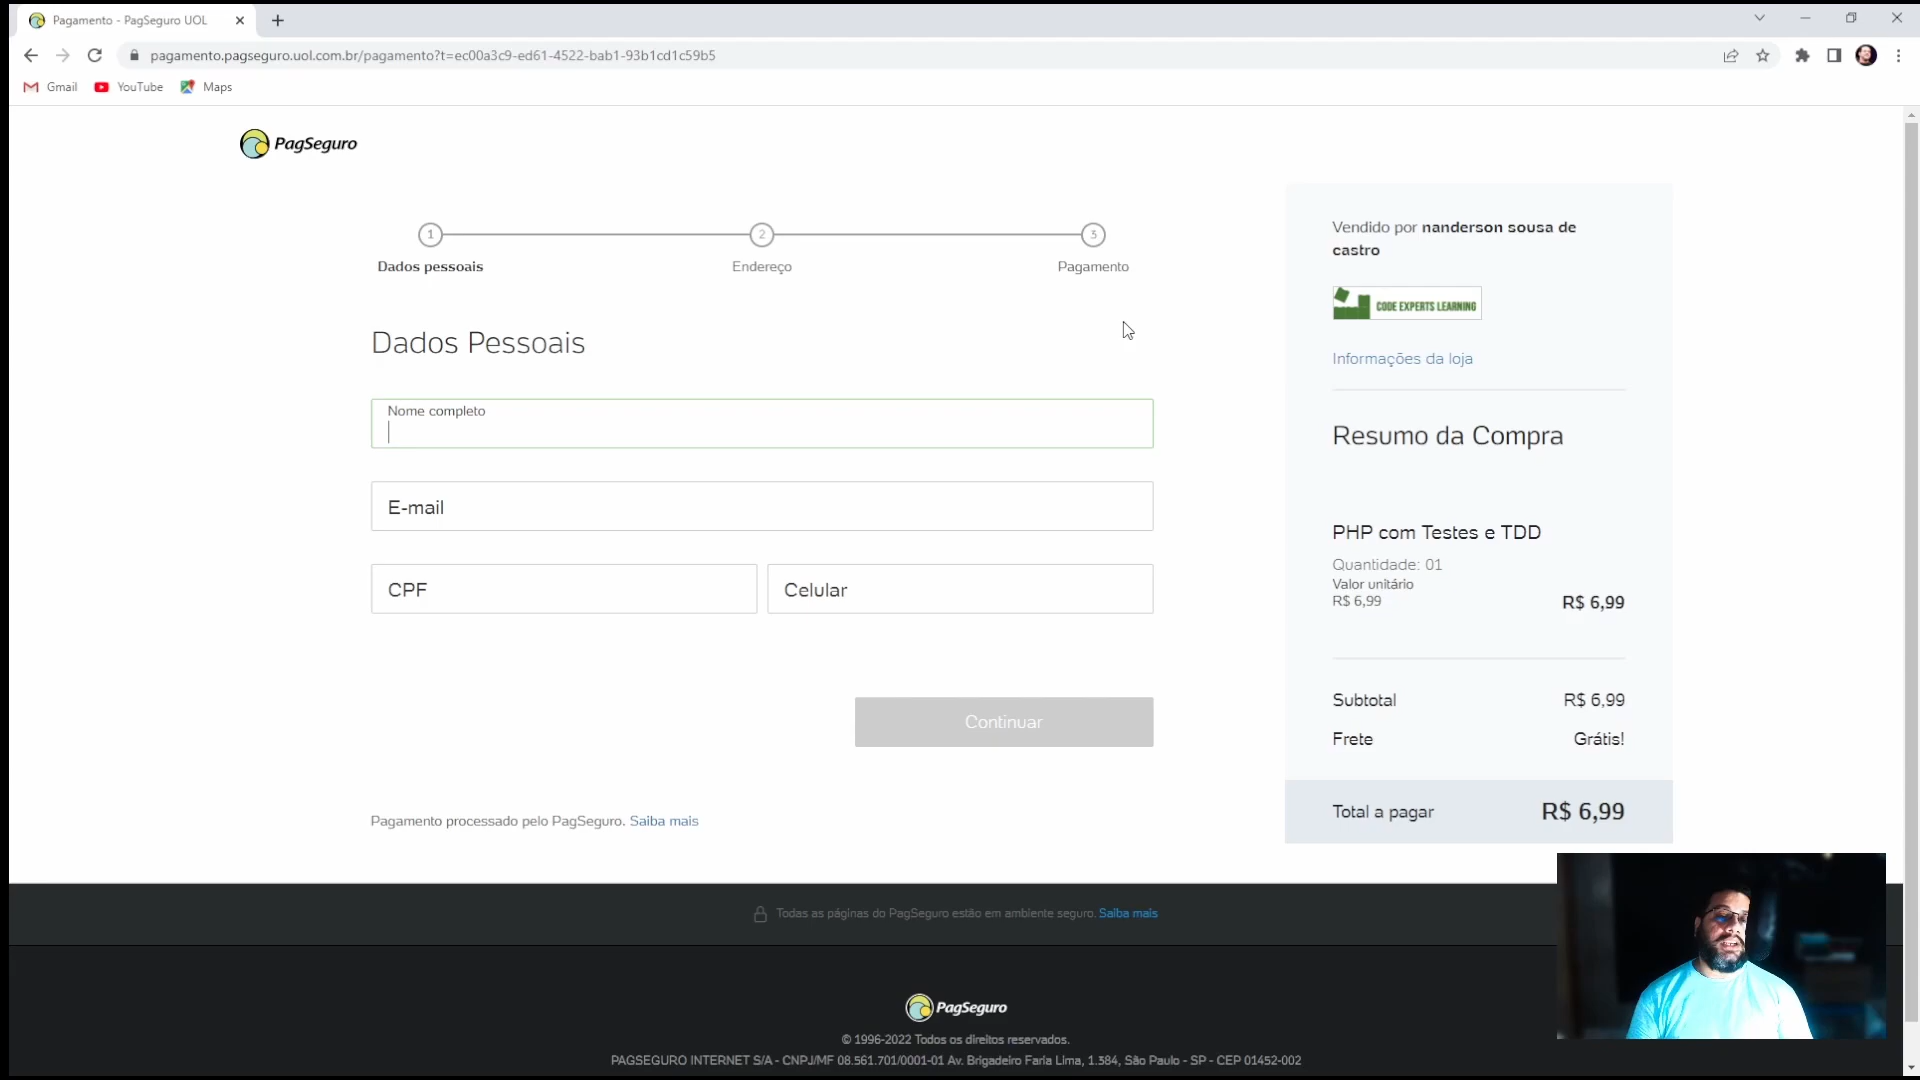 Pagamento - PagSeguro UOL
pagamento.pagseguro.uol.com.br/pagamento?t=ec00a3c9-ed61-4522-bab1-93b1cd1c59b5
Gmail YouTube Maps
PagSeguro
1 2 3
Dados pessoais Endereço Pagamento
Dados Pessoais
Nome completo
E-mail
CPF Celular
Continuar
Pagamento processado pelo PagSeguro. Saiba mais
Vendido por nanderson sousa de
castro
CODE EXPERTS LEARNING
Informações da loja
Resumo da Compra
PHP com Testes e TDD
Quantidade: 01
Valor unitário
R$ 6,99 R$ 6,99
Subtotal R$ 6,99
Frete Grátis!
Total a pagar R$ 6,99
Todas as páginas do PagSeguro estão em ambiente seguro. Saiba mais
PagSeguro
© 1996-2022 Todos os direitos reservados.
PAGSEGURO INTERNET S/A - CNPJ/MF 08.561.701/0001-01 Av. Brigadeiro Faria Lima, 1.384, São Paulo - SP - CEP 01452-002